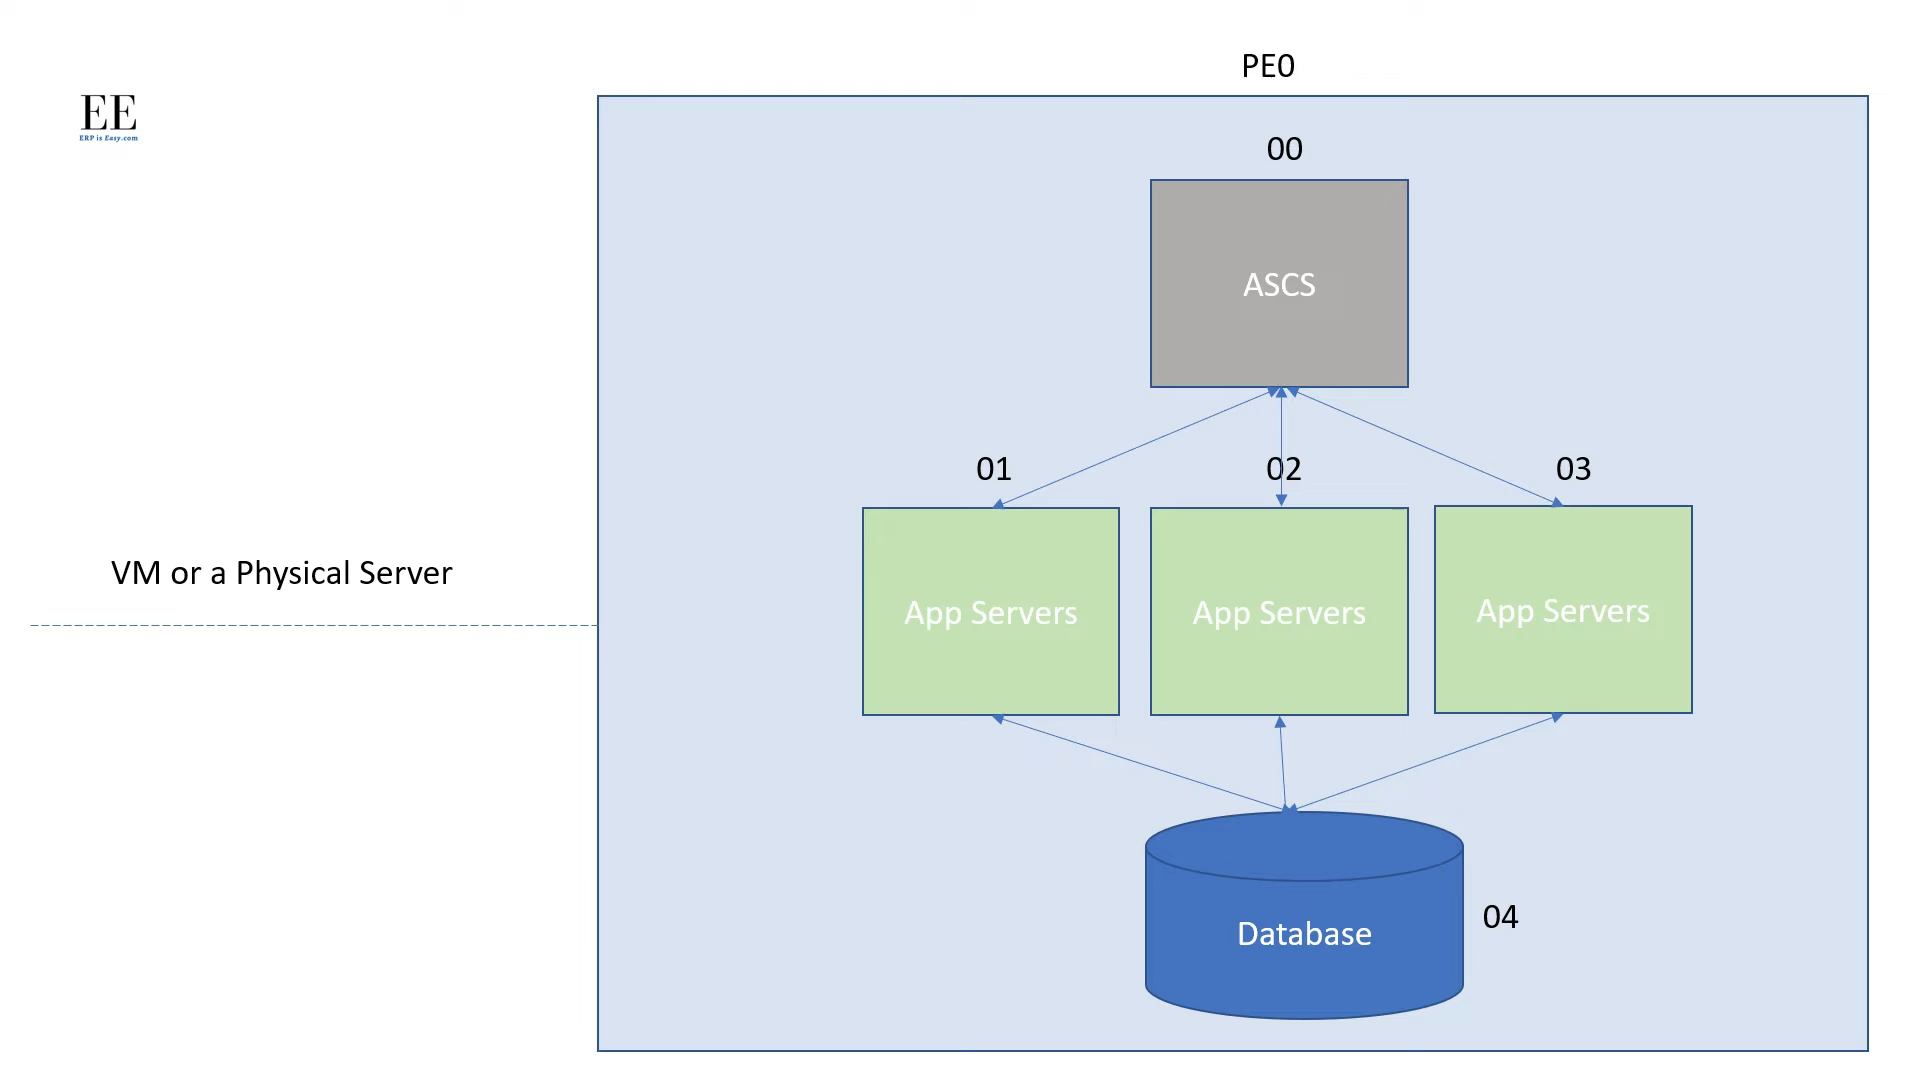 PE0
EE
ERP is Easy.com
00
ASCS
01
02
03
VM or a Physical Server
App Servers
App Servers
App Servers
04
Database